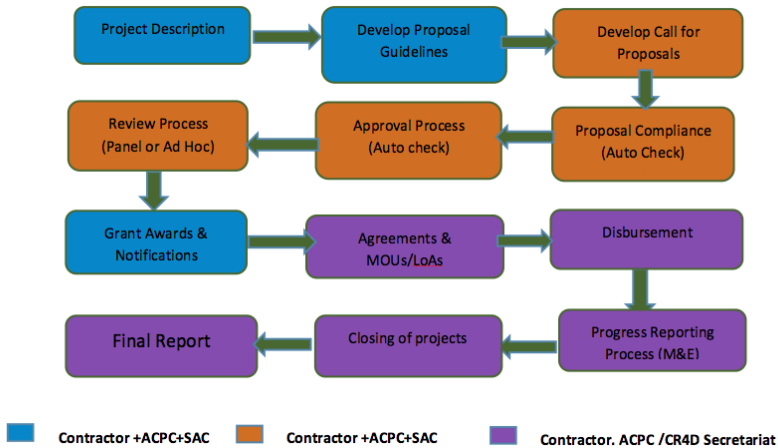 Project Description
Develop Proposal
Guidelines
Develop Call for
Proposals
Review Process
(Panel or Ad Hoc)
Approval Process
(Auto check)
Proposal Compliance
(Auto Check)
Grant Awards &
Notifications
Agreements &
MOUs/LoAs
Disbursement
Final Report
Closing of projects
Progress Reporting
Process (M&E)
Contractor +ACPC+SAC
Contractor +ACPC+SAC
Contractor. ACPC /CR4D Secretariat